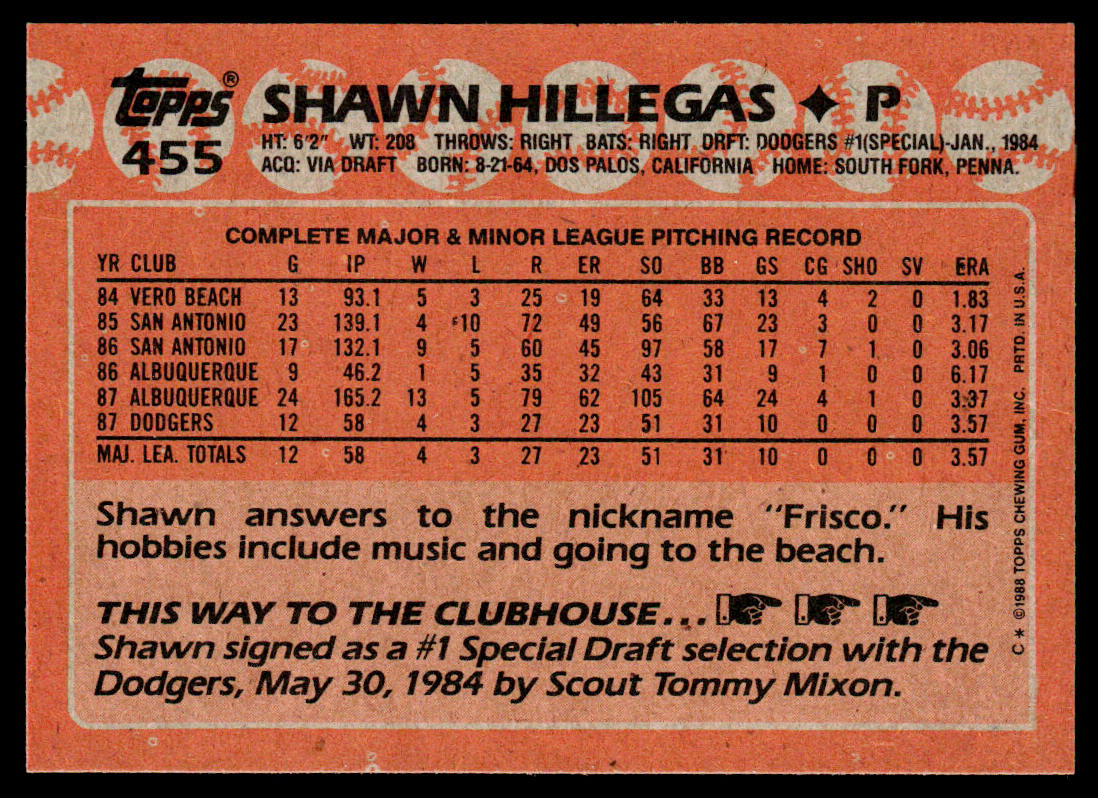 topps® SHAWN HILLEGAS ✦ P
455
HT: 6'2" WT: 208 THROWS: RIGHT BATS: RIGHT DRFT: DODGERS #1(SPECIAL)-JAN., 1984
ACQ: VIA DRAFT BORN: 8-21-64, DOS PALOS, CALIFORNIA HOME: SOUTH FORK, PENNA.
COMPLETE MAJOR & MINOR LEAGUE PITCHING RECORD
YR CLUB G IP W L R ER SO BB GS CG SHO SV ERA
84 VERO BEACH 13 93.1 5 3 25 19 64 33 13 4 2 0 1.83
85 SAN ANTONIO 23 139.1 4 10 72 49 56 67 23 3 0 0 3.17
86 SAN ANTONIO 17 132.1 9 5 60 45 97 58 17 7 1 0 3.06
86 ALBUQUERQUE 9 46.2 1 5 35 32 43 31 9 1 0 0 6.17
87 ALBUQUERQUE 24 165.2 13 5 79 62 105 64 24 4 1 0 3.37
87 DODGERS 12 58 4 3 27 23 51 31 10 0 0 0 3.57
MAJ. LEA. TOTALS 12 58 4 3 27 23 51 31 10 0 0 0 3.57
Shawn answers to the nickname "Frisco." His
hobbies include music and going to the beach.
THIS WAY TO THE CLUBHOUSE...
Shawn signed as a #1 Special Draft selection with the
Dodgers, May 30, 1984 by Scout Tommy Mixon.
C * ©1988 TOPPS CHEWING GUM, INC. PRTD. IN U.S.A.